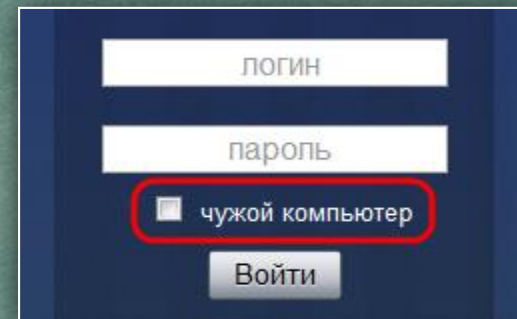 логин
пароль
чужой компьютер
Войти